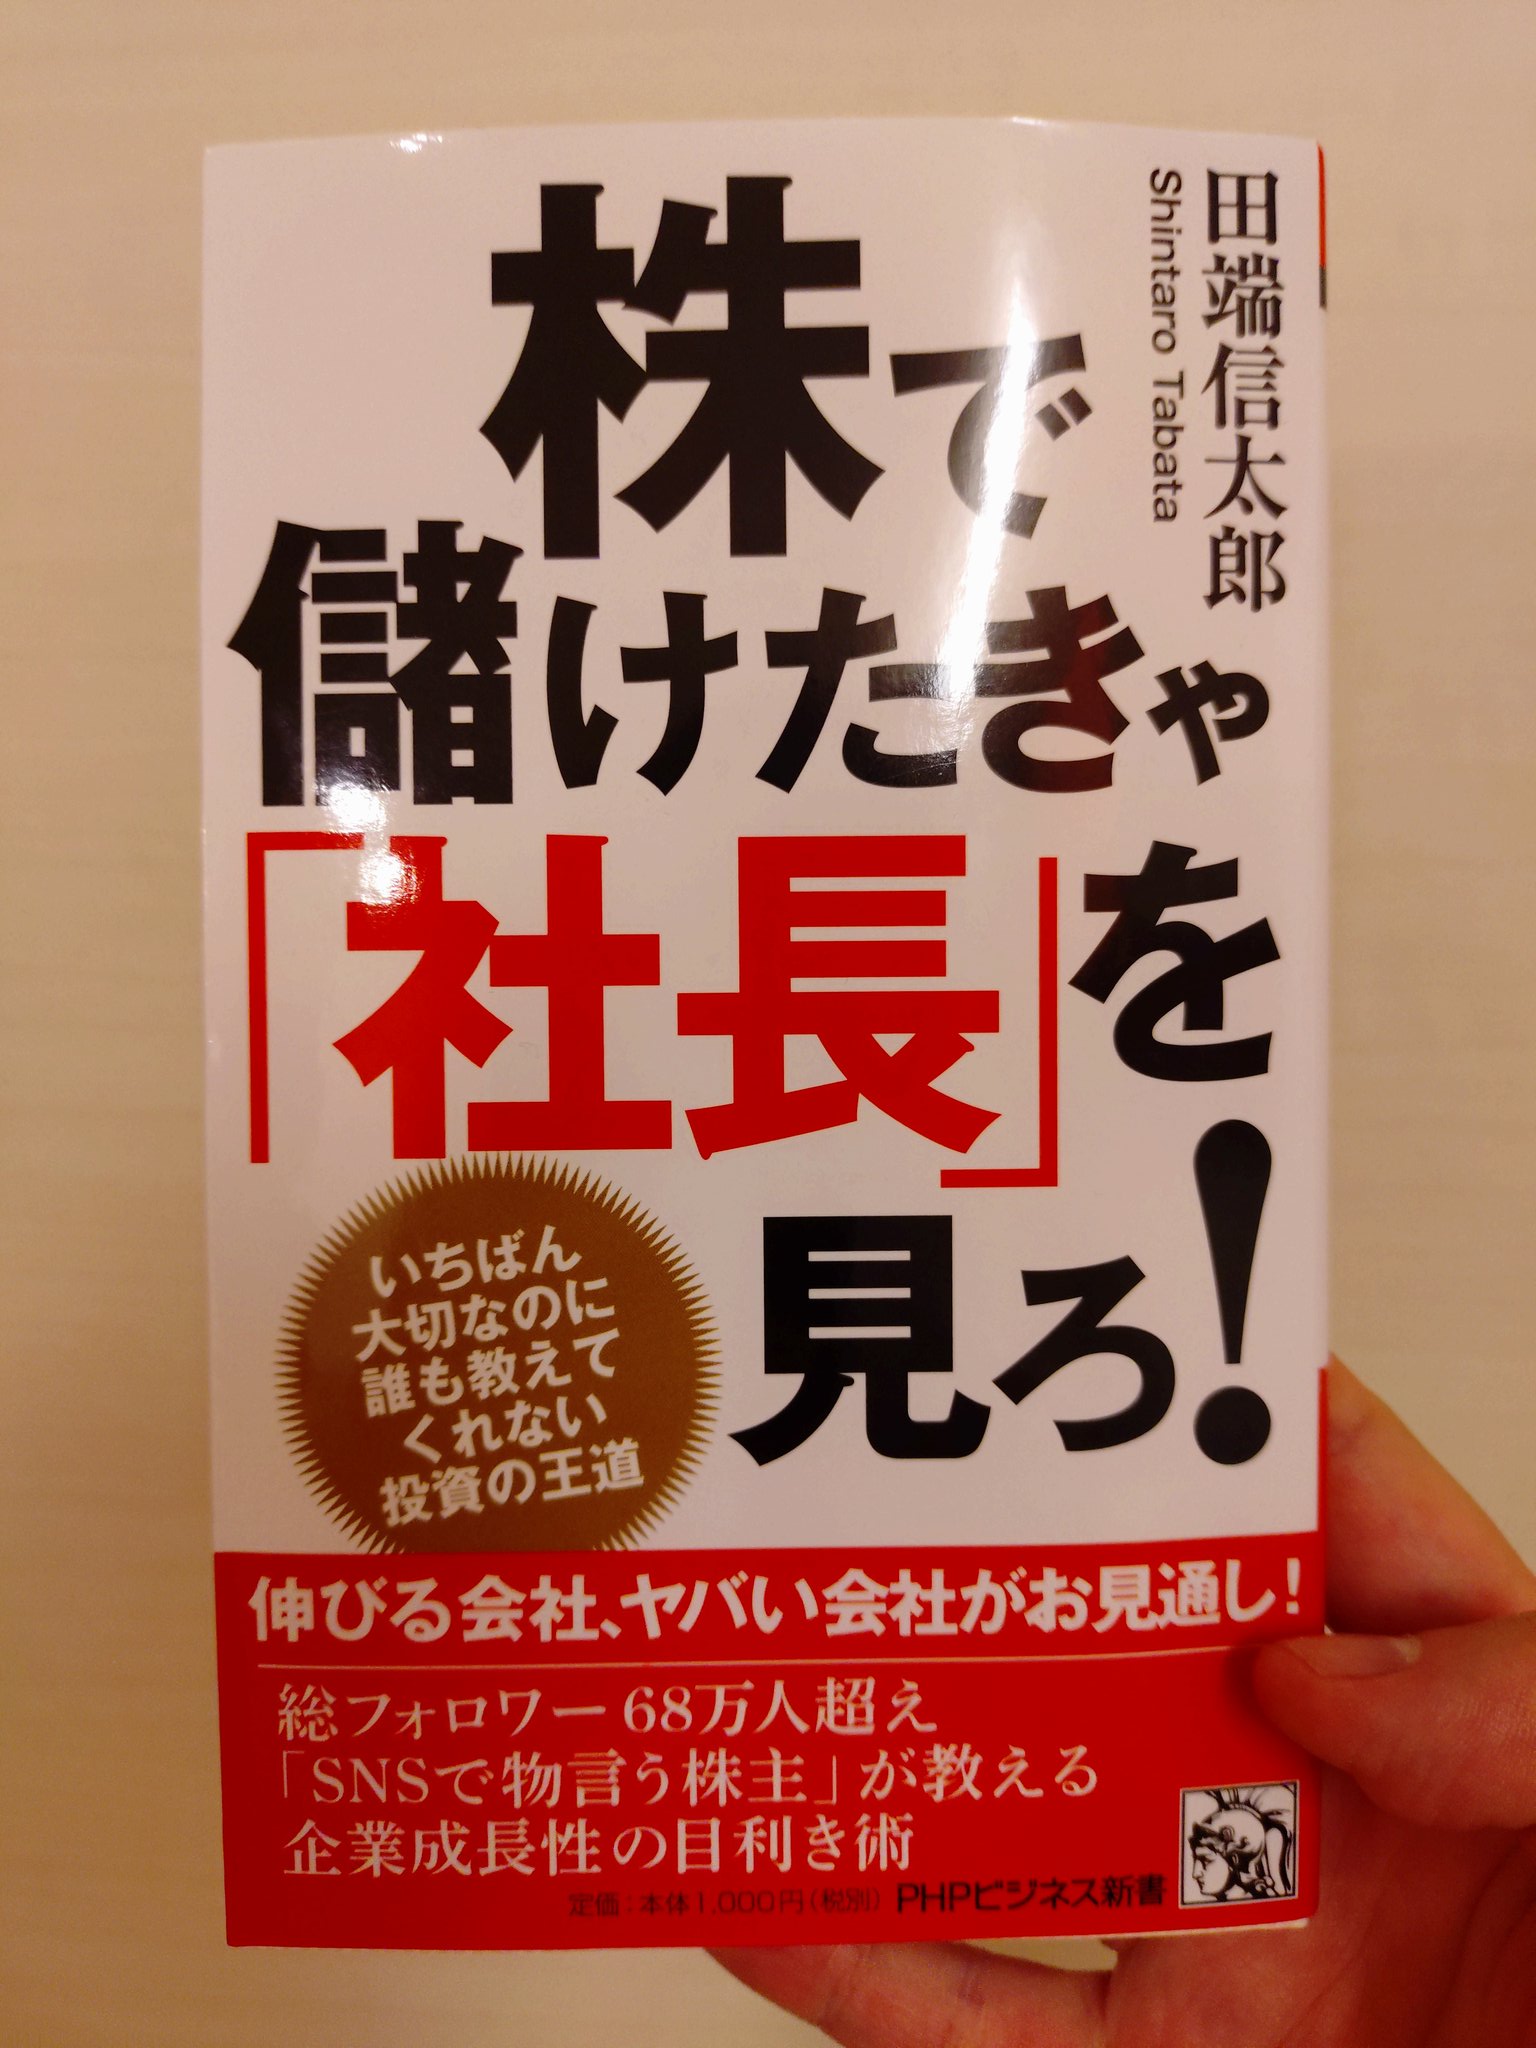 田端信太郎
Shintaro Tabata
株で
儲けたきゃ
「社長」を
見ろ!
いちばん
大切なのに
誰も教えて
くれない
投資の王道
伸びる会社、ヤバい会社がお見通し!
総フォロワー68万人超え
「SNSで物言う株主」が教える
企業成長性の目利き術
定価:本体1,000円(税別) PHPビジネス新書